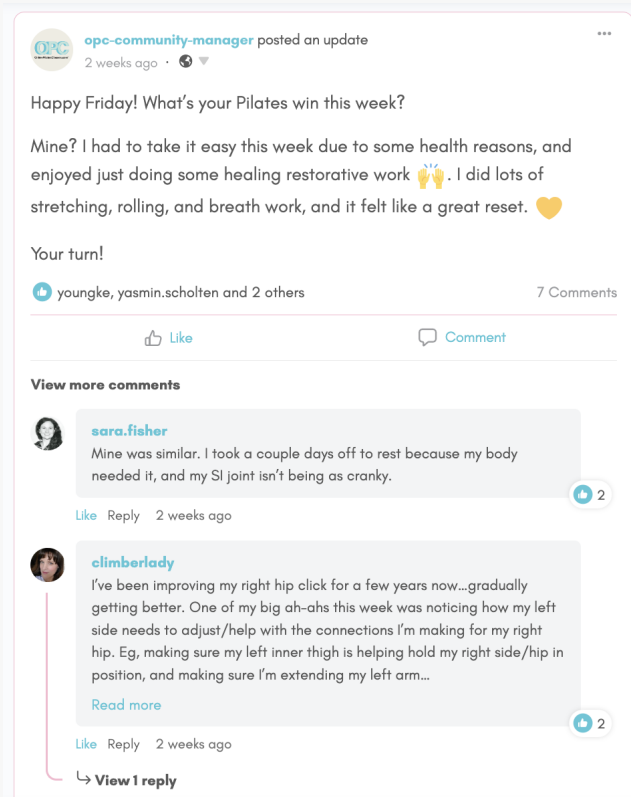 OPC
opc-community-manager posted an update
2 weeks ago ·
Happy Friday! What's your Pilates win this week?
Mine? I had to take it easy this week due to some health reasons, and
enjoyed just doing some healing restorative work 🙌. I did lots of
stretching, rolling, and breath work, and it felt like a great reset. 💛
Your turn!
youngke, yasmin.scholten and 2 others
7 Comments
Like
Comment
View more comments
sara.fisher
Mine was similar. I took a couple days off to rest because my body
needed it, and my SI joint isn't being as cranky.
2
Like Reply 2 weeks ago
climberlady
I've been improving my right hip click for a few years now...gradually
getting better. One of my big ah-ahs this week was noticing how my left
side needs to adjust/help with the connections I'm making for my right
hip. Eg, making sure my left inner thigh is helping hold my right side/hip in
position, and making sure I'm extending my left arm...
Read more
2
Like Reply 2 weeks ago
View 1 reply